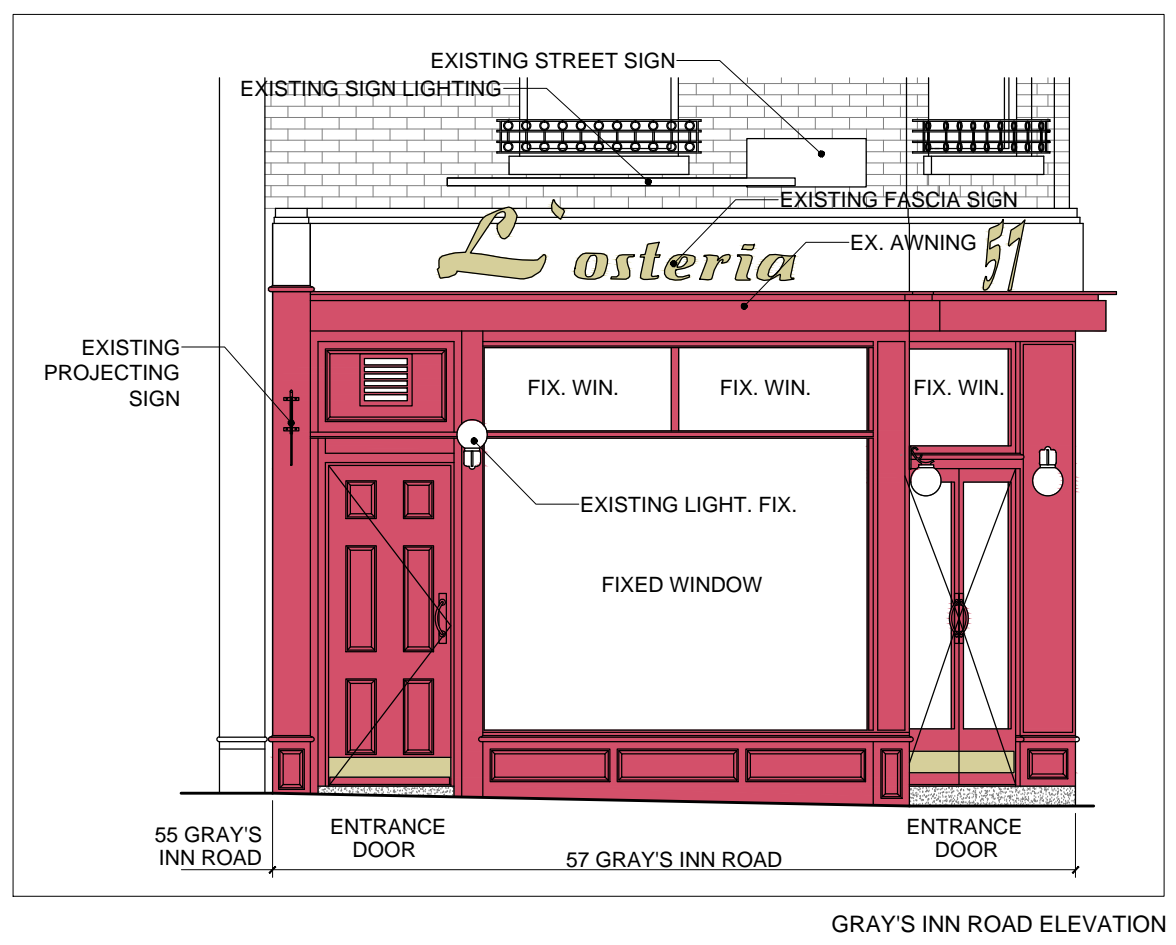 EXISTING STREET SIGN
EXISTING SIGN LIGHTING
EXISTING FASCIA SIGN
L'osteria 57
EX. AWNING
EXISTING
PROJECTING
SIGN
FIX. WIN. FIX. WIN. FIX. WIN.
EXISTING LIGHT. FIX.
FIXED WINDOW
55 GRAY'S
INN ROAD
ENTRANCE
DOOR
57 GRAY'S INN ROAD
ENTRANCE
DOOR
GRAY'S INN ROAD ELEVATION